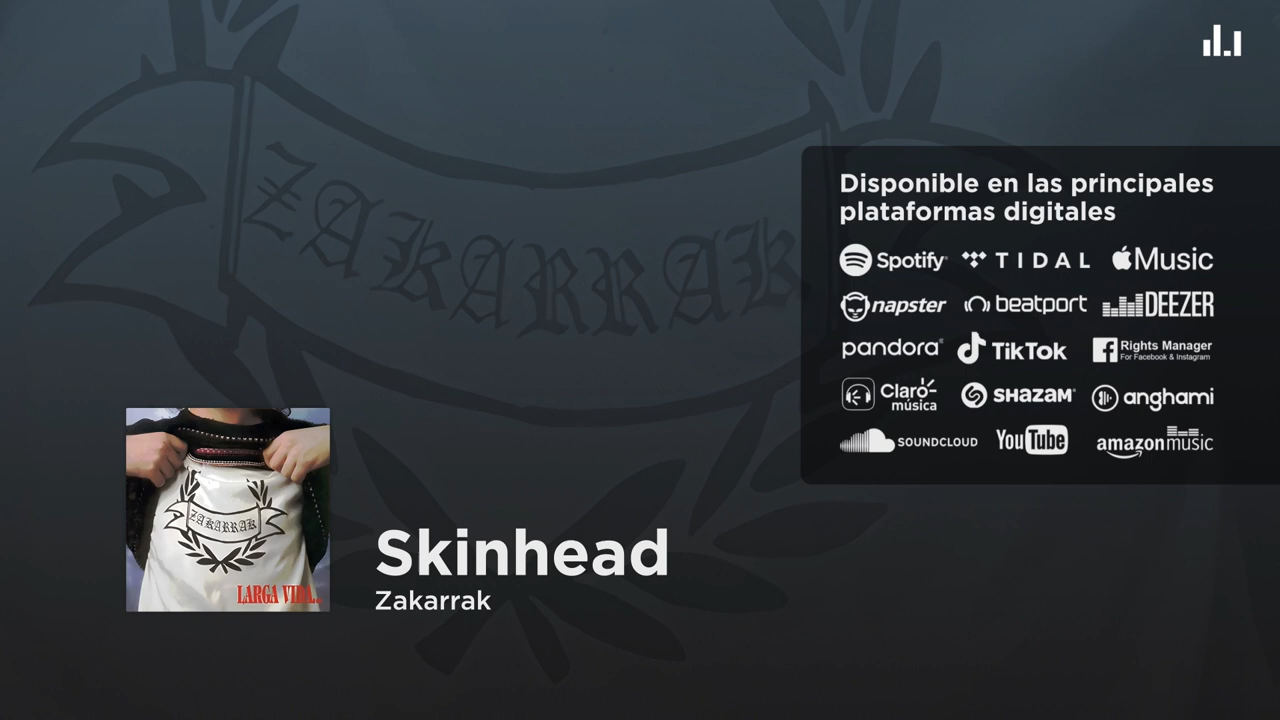 ZAKARRAK
Disponible en las principales
plataformas digitales
Spotify TIDAL Music
napster beatport DEEZER
pandora TikTok Rights Manager
For Facebook & Instagram
Claro música SHAZAM anghami
SOUNDCLOUD YouTube amazon music
ZAKARRAK
LARGA VIDA...
Skinhead
Zakarrak